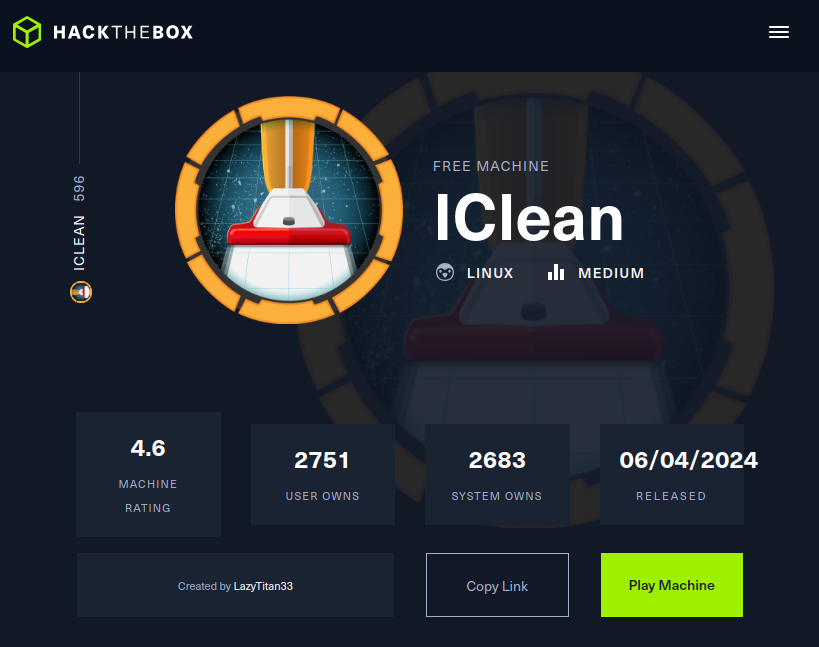 HACKTHEBOX
ICLEAN 596
FREE MACHINE
IClean
LINUX MEDIUM
4.6
MACHINE
RATING
2751
USER OWNS
2683
SYSTEM OWNS
06/04/2024
RELEASED
Created by LazyTitan33
Copy Link
Play Machine